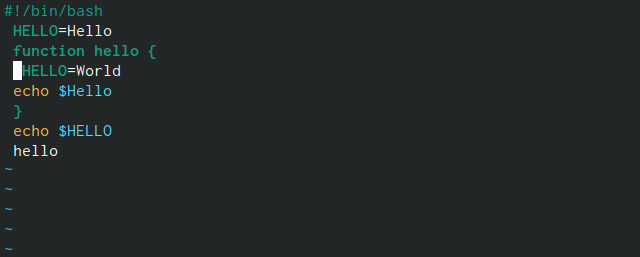 #!/bin/bash
HELLO=Hello
function hello {
HELLO=World
echo $Hello
}
echo $HELLO
hello
~
~
~
~
~